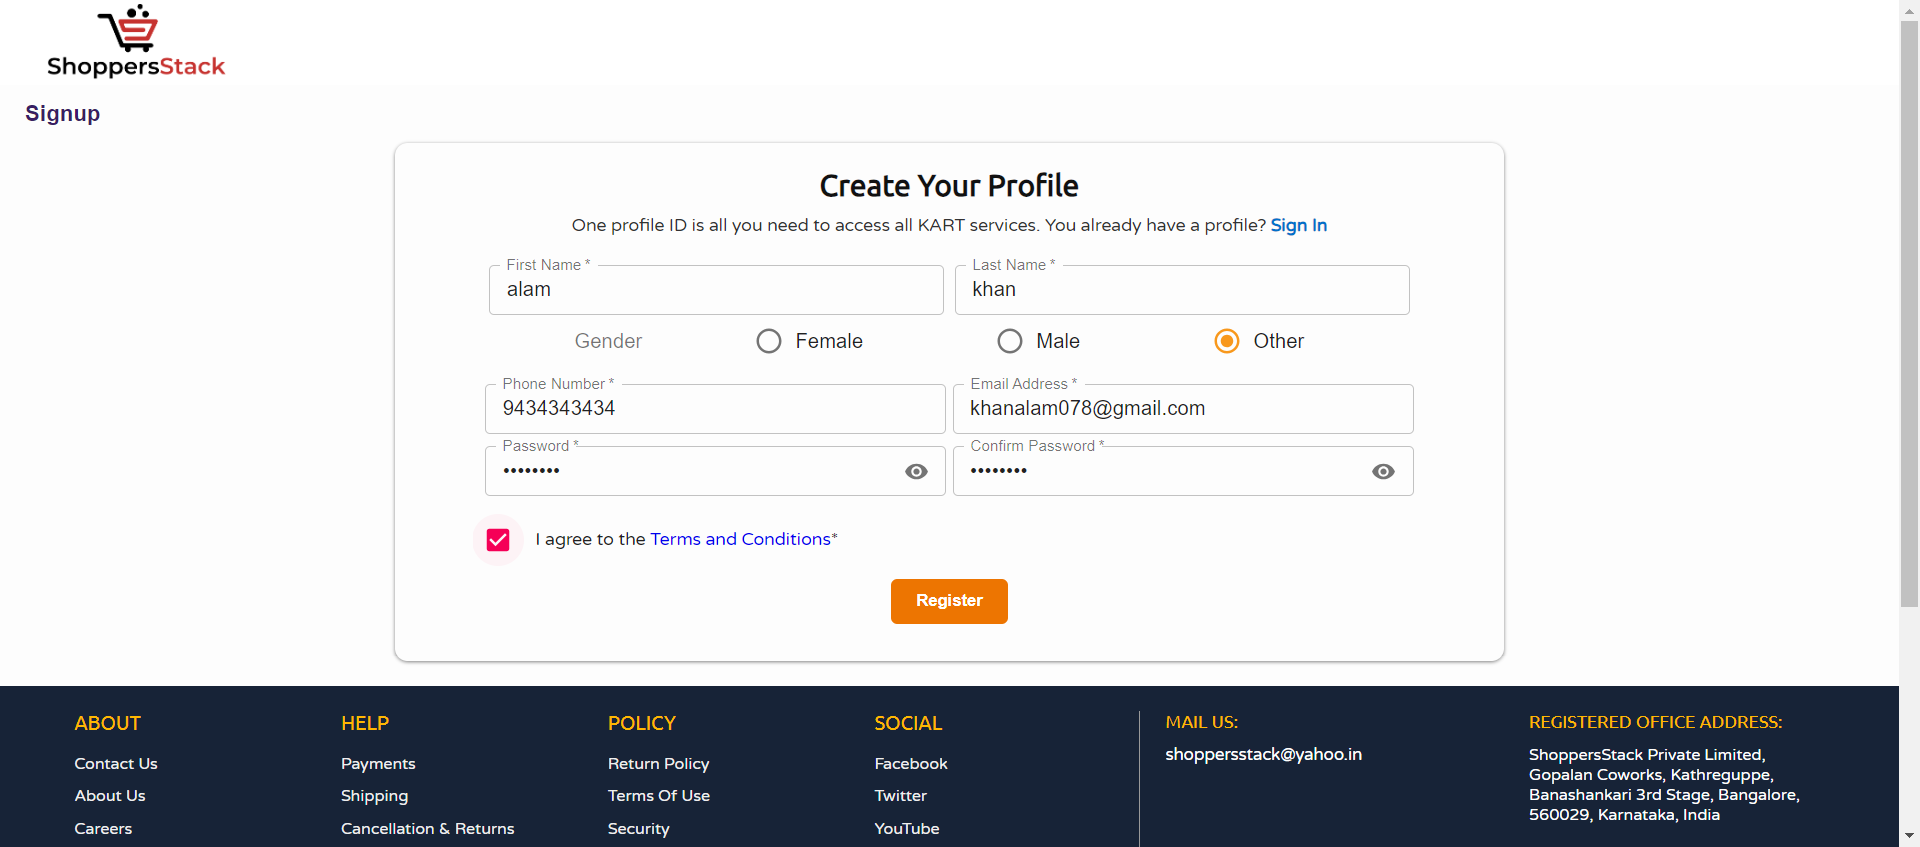 ShoppersStack
Signup
Create Your Profile
One profile ID is all you need to access all KART services. You already have a profile? Sign In
First Name *
alam
Last Name *
khan
Gender
Female
Male
Other
Phone Number *
9434343434
Email Address *
khanalam078@gmail.com
Password *
••••••••
Confirm Password *
••••••••
I agree to the Terms and Conditions*
Register
ABOUT
Contact Us
About Us
Careers
HELP
Payments
Shipping
Cancellation & Returns
POLICY
Return Policy
Terms Of Use
Security
SOCIAL
Facebook
Twitter
YouTube
MAIL US:
shoppersstack@yahoo.in
REGISTERED OFFICE ADDRESS:
ShoppersStack Private Limited,
Gopalan Coworks, Kathreguppe,
Banashankari 3rd Stage, Bangalore,
560029, Karnataka, India